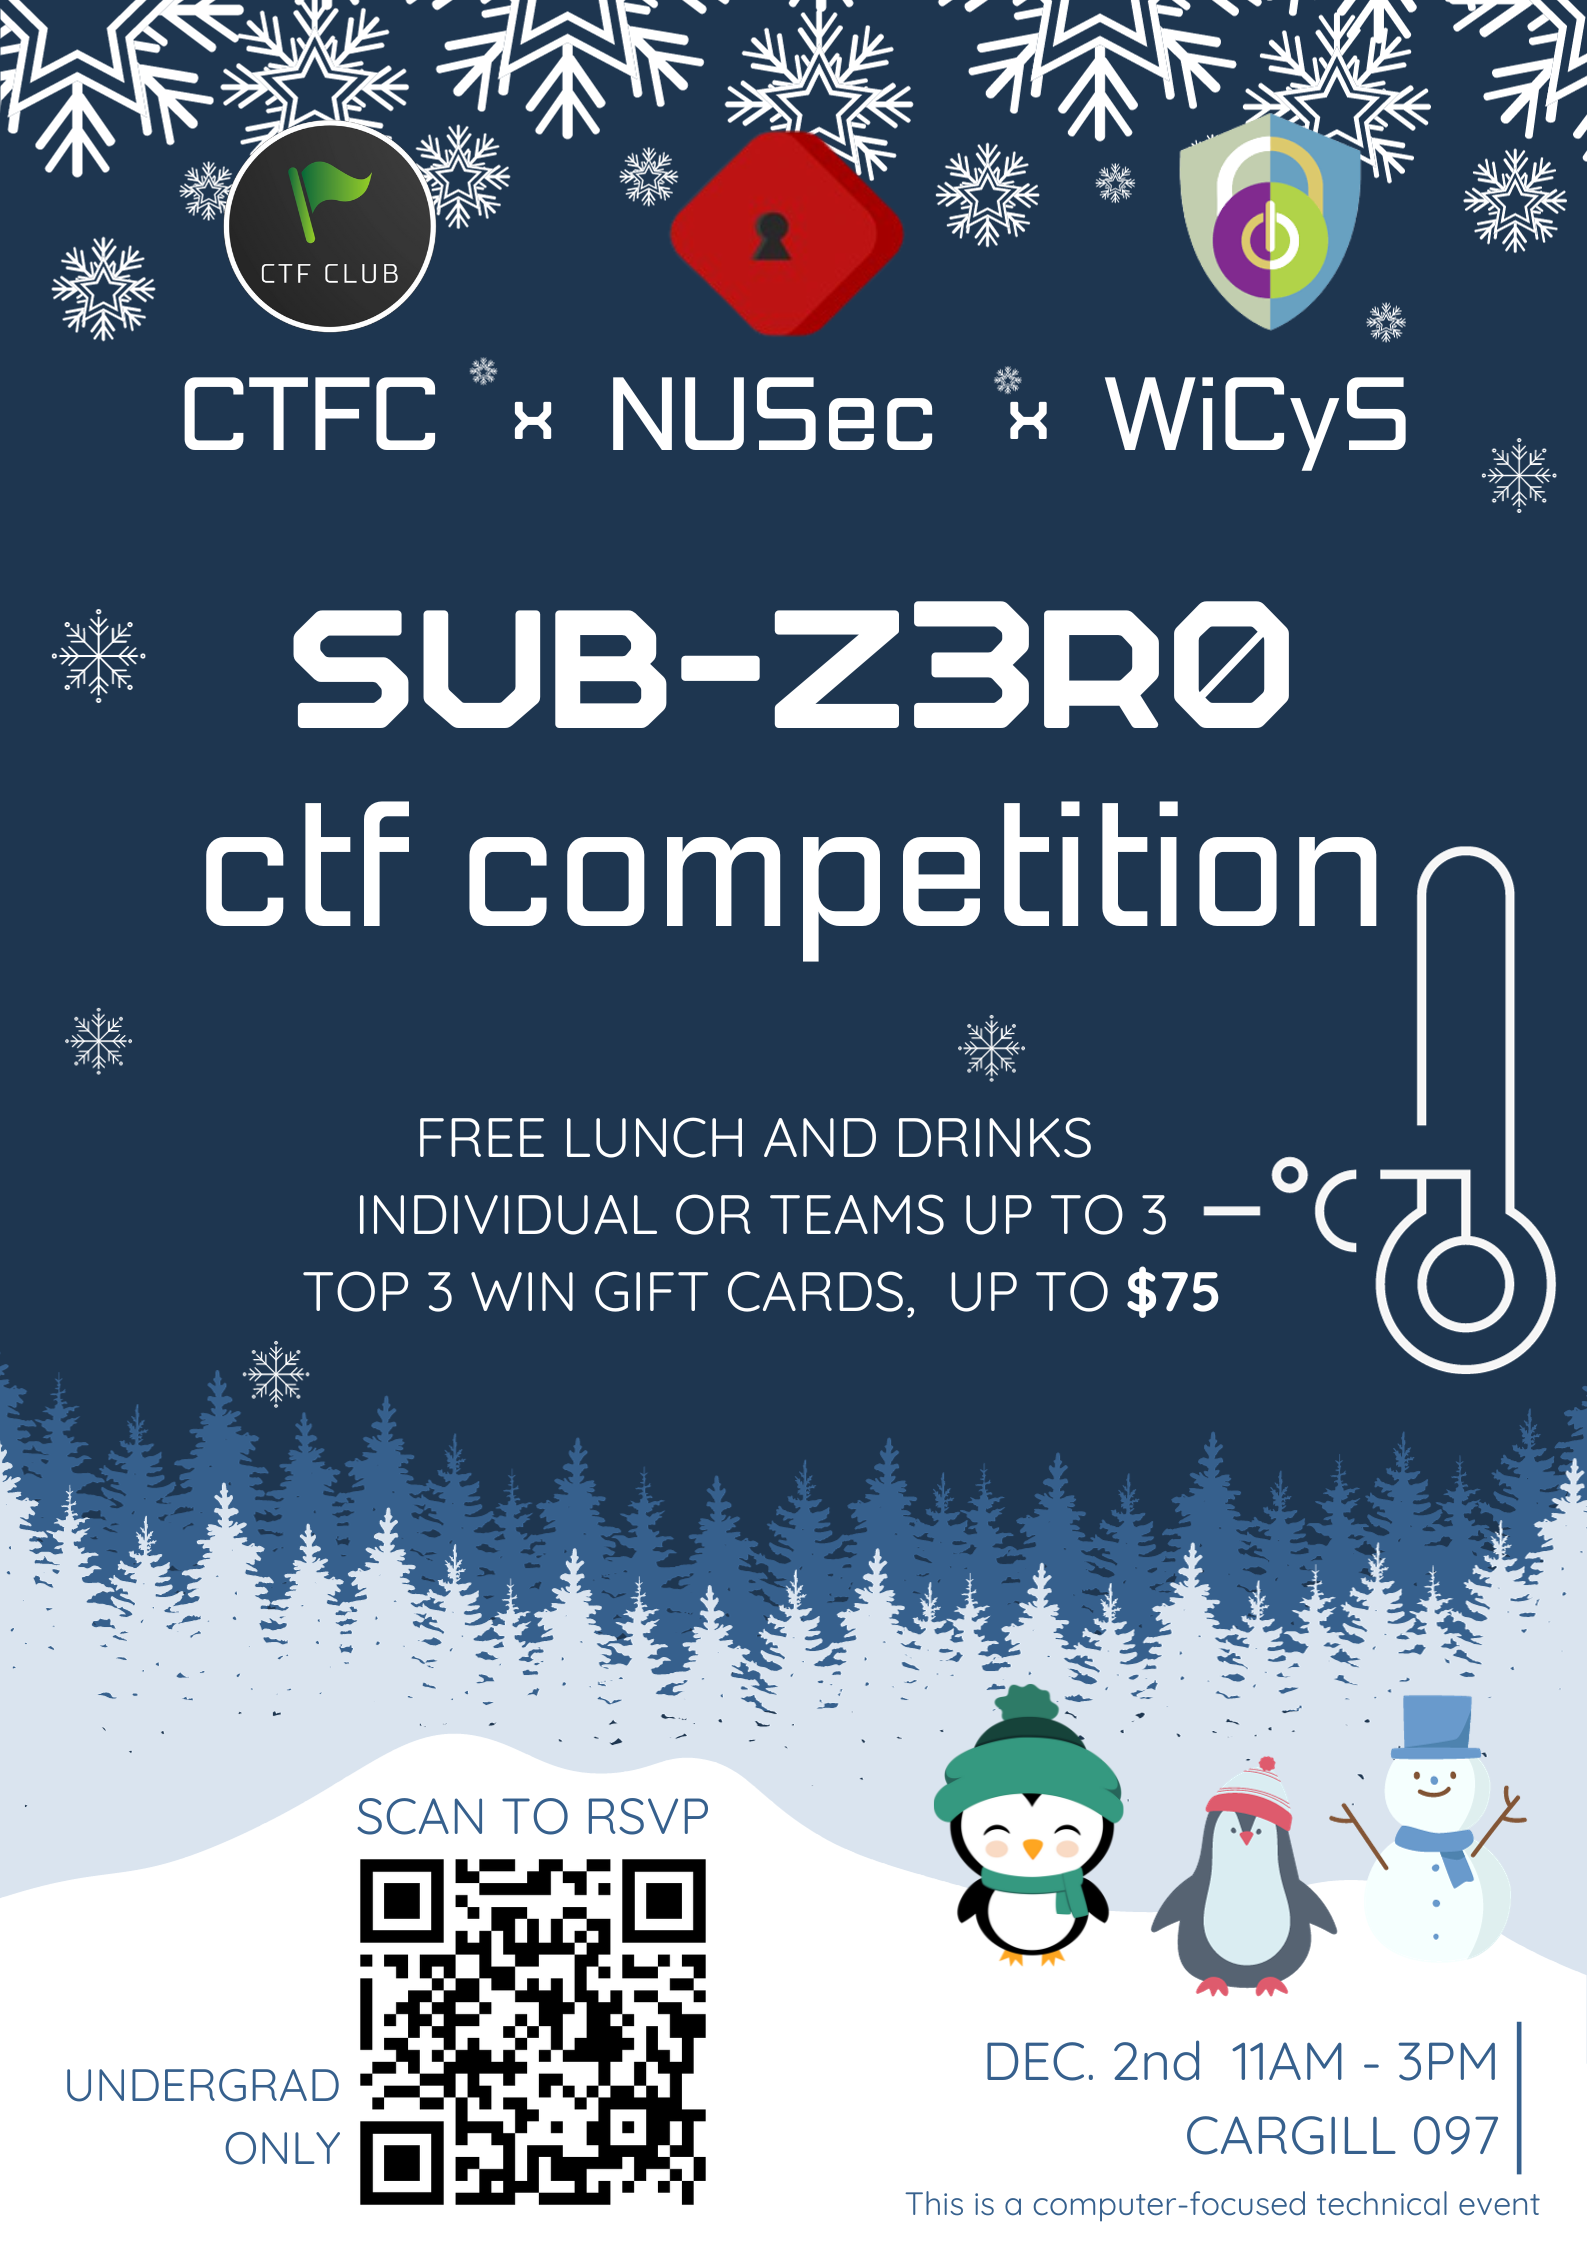 CTF CLUB
CTFC x NUSec x WiCyS
SUB-Z3R0
ctf competition
FREE LUNCH AND DRINKS
INDIVIDUAL OR TEAMS UP TO 3
TOP 3 WIN GIFT CARDS, UP TO $75
-°C
SCAN TO RSVP
UNDERGRAD
ONLY
DEC. 2nd 11AM - 3PM
CARGILL 097
This is a computer-focused technical event